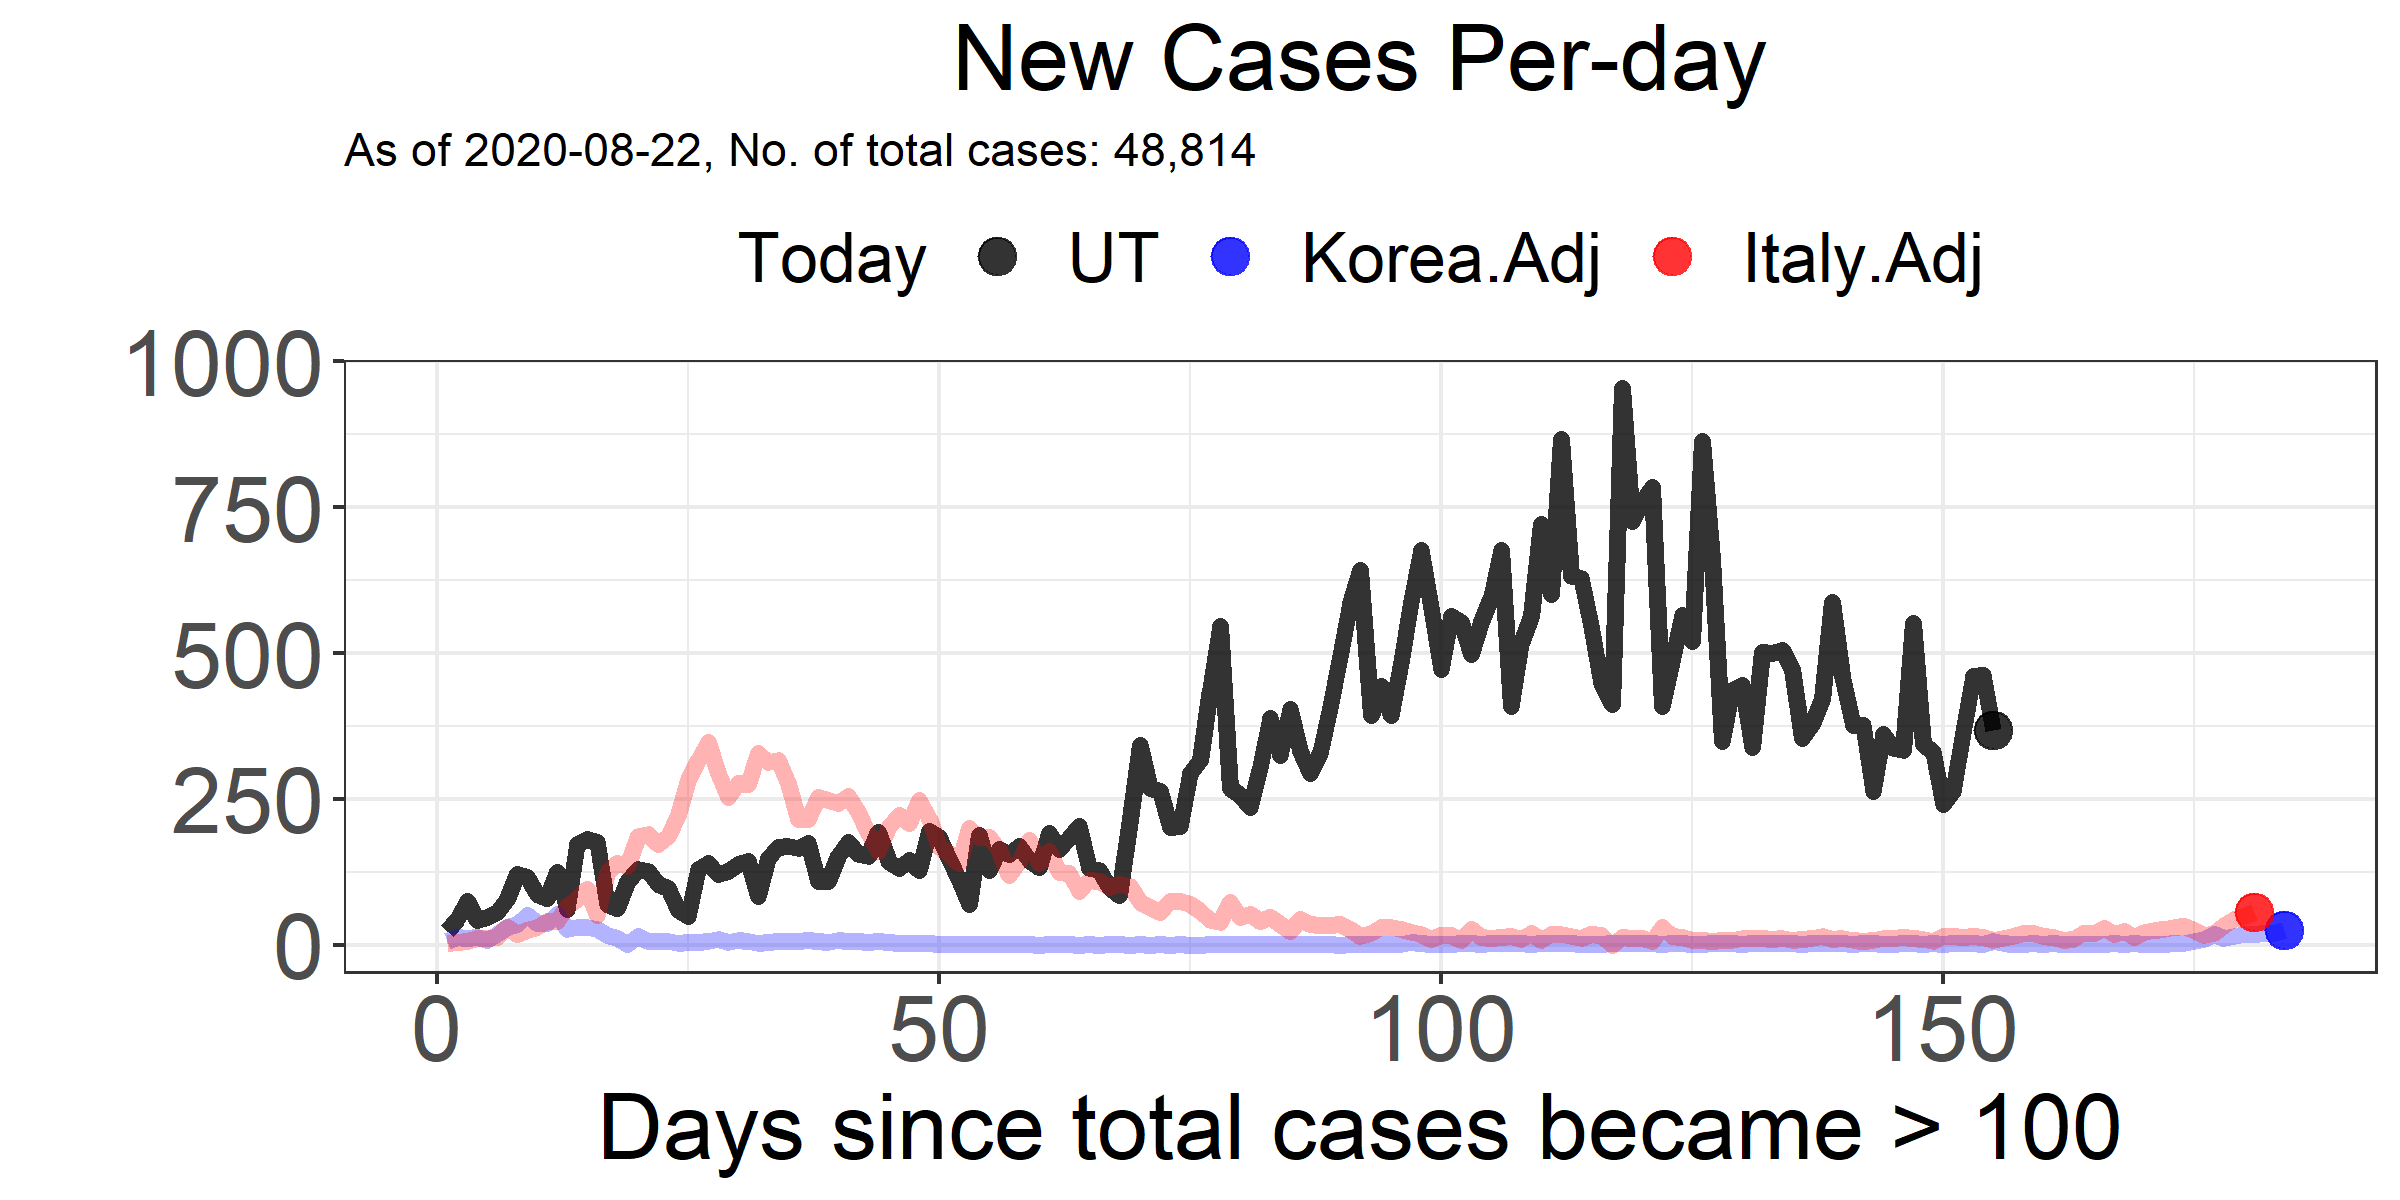 New Cases Per-day
As of 2020-08-22, No. of total cases: 48,814
Today UT Korea.Adj Italy.Adj
1000
750
500
250
0
0 50 100 150
Days since total cases became > 100